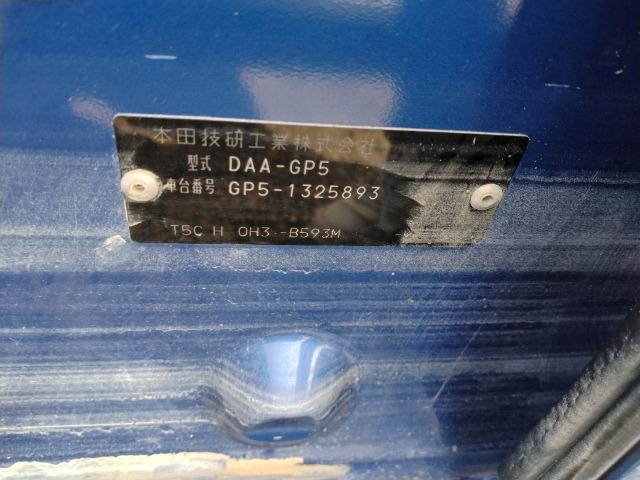 本田技研工業株式会社
型式 DAA-GP5
車台番号 GP5-1325893
T5C H OH3--B593M